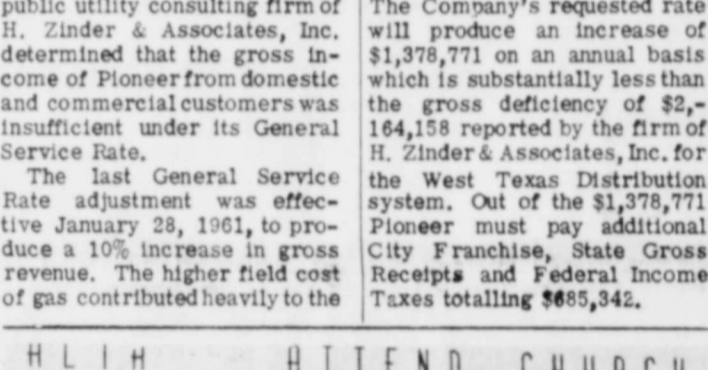 public utility consulting firm of
H. Zinder & Associates, Inc.
determined that the gross in-
come of Pioneer from domestic
and commercial customers was
insufficient under its General
Service Rate.
The last General Service
Rate adjustment was effec-
tive January 28, 1961, to pro-
duce a 10% increase in gross
revenue. The higher field cost
of gas contributed heavily to the
The Company's requested rate
will produce an increase of
$1,378,771 on an annual basis
which is substantially less than
the gross deficiency of $2,-
164,158 reported by the firm of
H. Zinder & Associates, Inc. for
the West Texas Distribution
system. Out of the $1,378,771
Pioneer must pay additional
City Franchise, State Gross
Receipts and Federal Income
Taxes totalling $685,342.
CHURCH